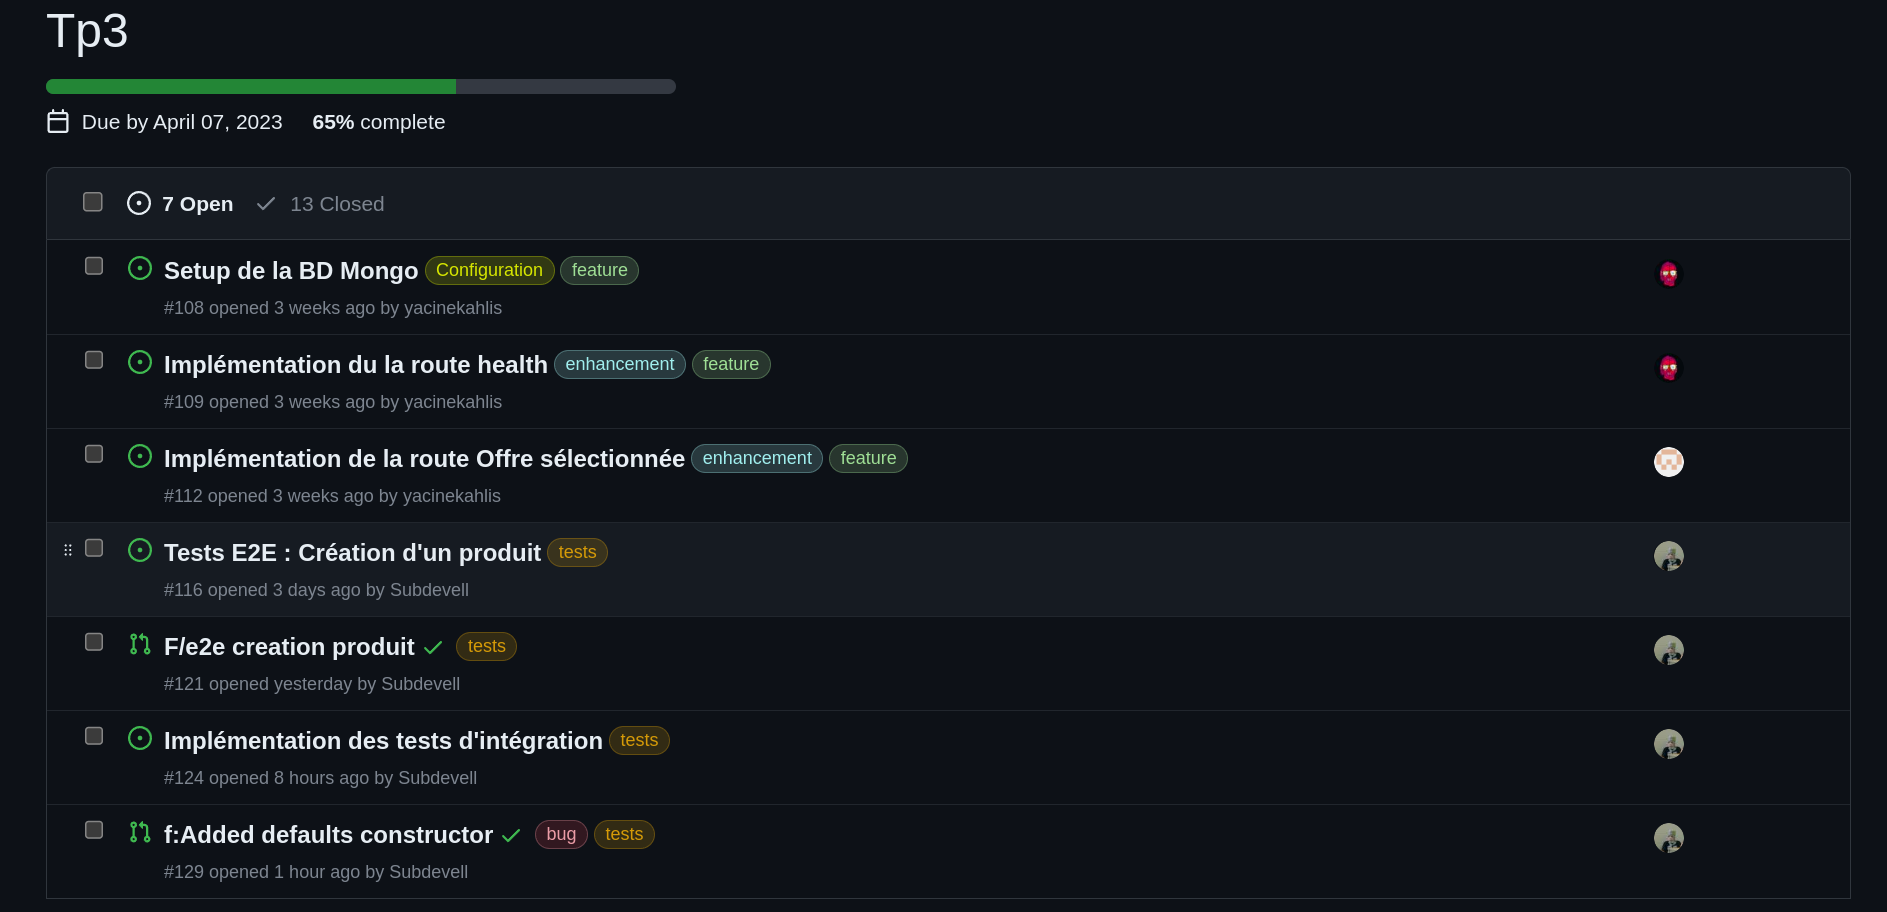 Tp3
Due by April 07, 2023 65% complete
7 Open 13 Closed
Setup de la BD Mongo Configuration feature
#108 opened 3 weeks ago by yacinekahlis
Implémentation du la route health enhancement feature
#109 opened 3 weeks ago by yacinekahlis
Implémentation de la route Offre sélectionnée enhancement feature
#112 opened 3 weeks ago by yacinekahlis
Tests E2E : Création d'un produit tests
#116 opened 3 days ago by Subdevell
F/e2e creation produit tests
#121 opened yesterday by Subdevell
Implémentation des tests d'intégration tests
#124 opened 8 hours ago by Subdevell
f:Added defaults constructor bug tests
#129 opened 1 hour ago by Subdevell